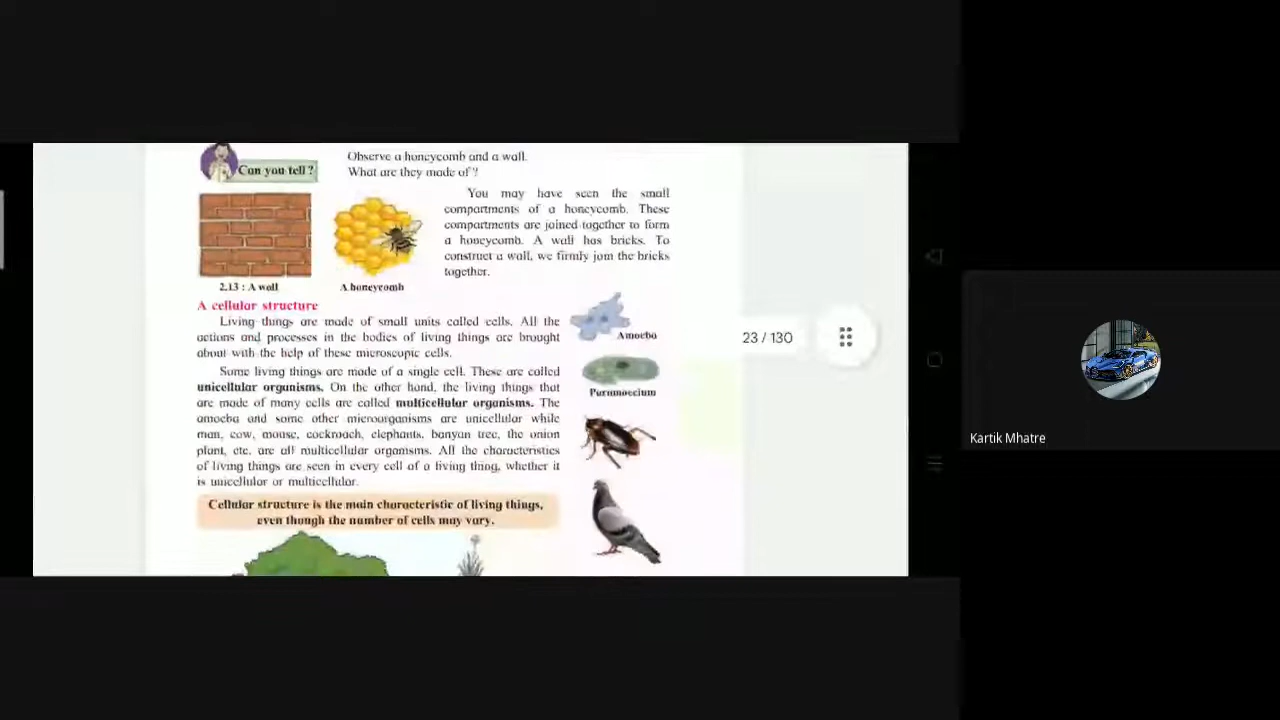 Can you tell ?
Observe a honeycomb and a wall.
What are they made of ?
You may have seen the small
compartments of a honeycomb. These
compartments are joined together to form
a honeycomb. A wall has bricks. To
construct a wall, we firmly join the bricks
together.
2.13 : A wall
A honeycomb
A cellular structure
Living things are made of small units called cells. All the
actions and processes in the bodies of living things are brought
about with the help of these microscopic cells.
Some living things are made of a single cell. These are called
unicellular organisms. On the other hand, the living things that
are made of many cells are called multicellular organisms. The
amoeba and some other microorganisms are unicellular while
man, cow, mouse, cockroach, elephants, banyan tree, the onion
plant, etc. are all multicellular organisms. All the characteristics
of living things are seen in every cell of a living thing, whether it
is unicellular or multicellular.
Cellular structure is the main characteristic of living things,
even though the number of cells may vary.
Amoeba
Paramoecium
23 / 130
Kartik Mhatre